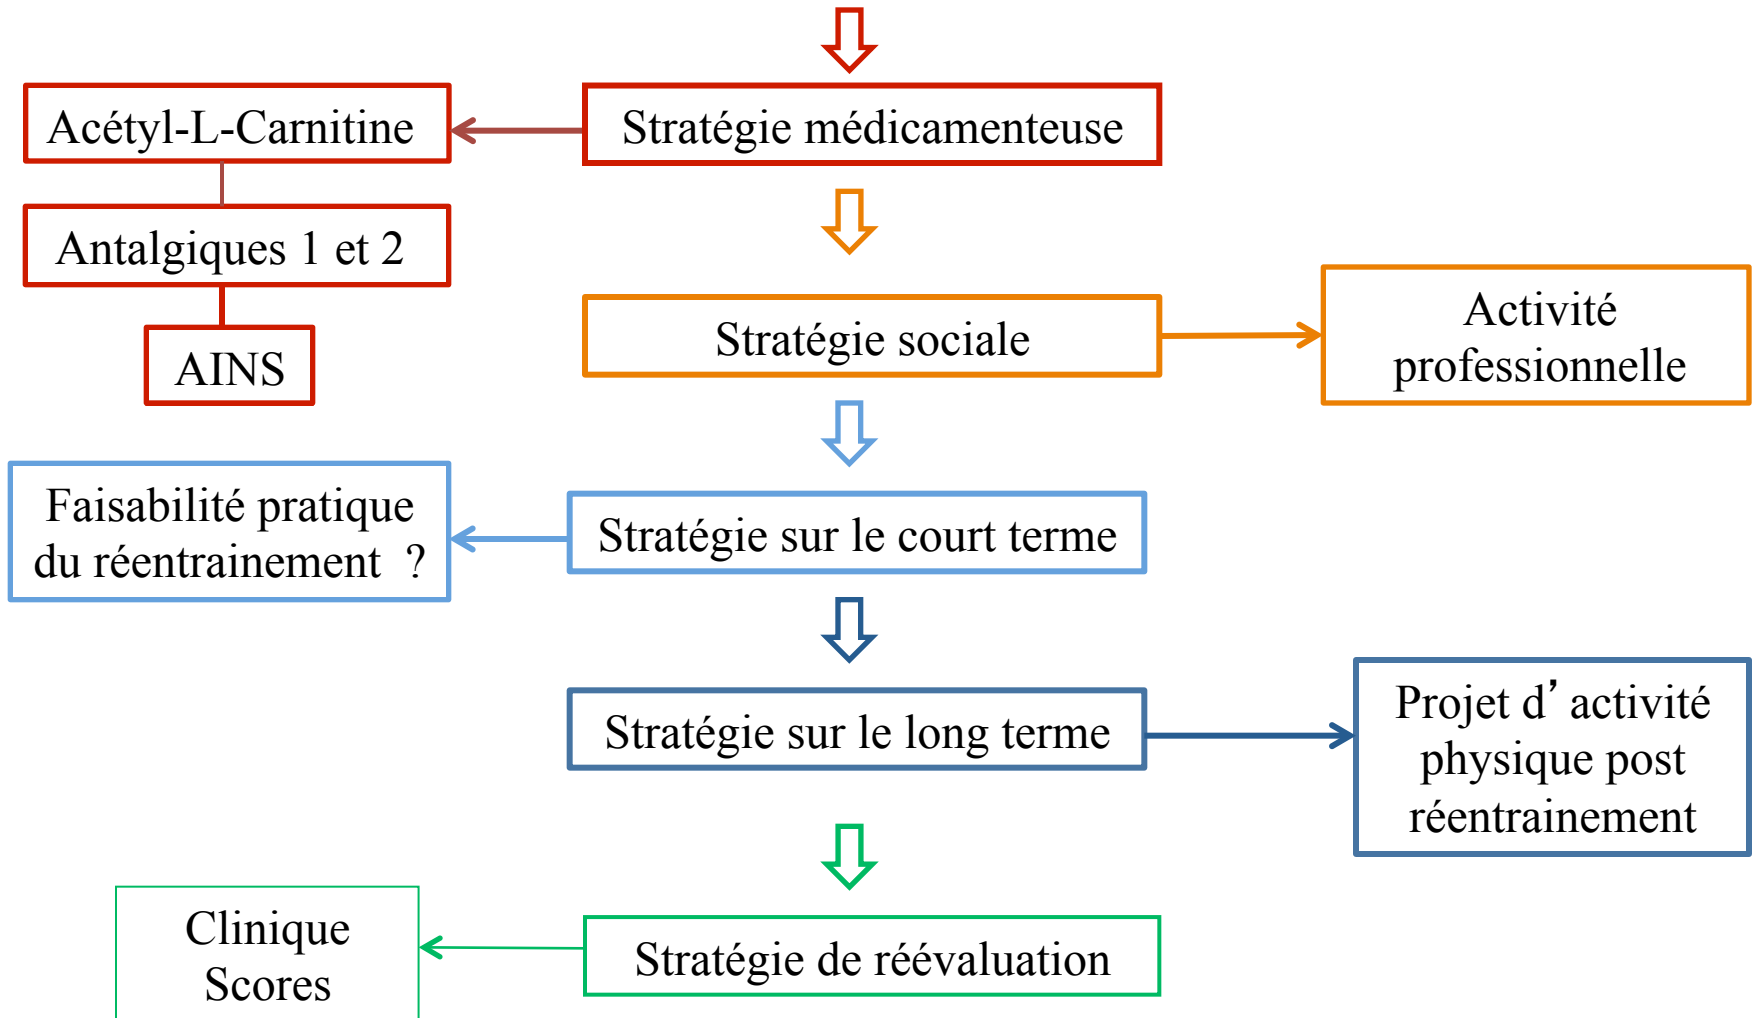 Acétyl-L-Carnitine
Stratégie médicamenteuse
Antalgiques 1 et 2
AINS
Stratégie sociale
Activité
professionnelle
Faisabilité pratique
du réentrainement  ?
Stratégie sur le court terme
Stratégie sur le long terme
Projet d’ activité
physique post
réentrainement
Clinique
Scores
Stratégie de réévaluation